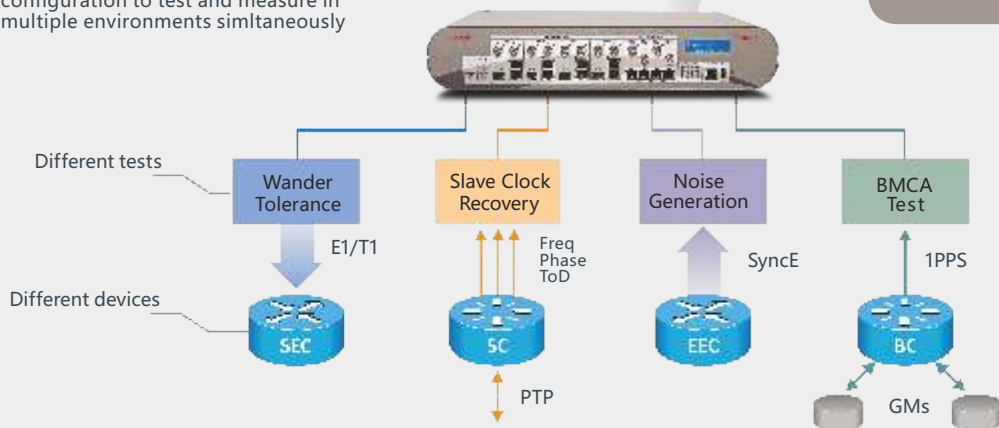 configuration to test and measure in
multiple environments simltaneously
Different tests
Wander
Tolerance
Slave Clock
Recovery
Noise
Generation
BMCA
Test
E1/T1
Freq
Phase
ToD
SyncE
1PPS
Different devices
SEC
SC
EEC
BC
PTP
GMs